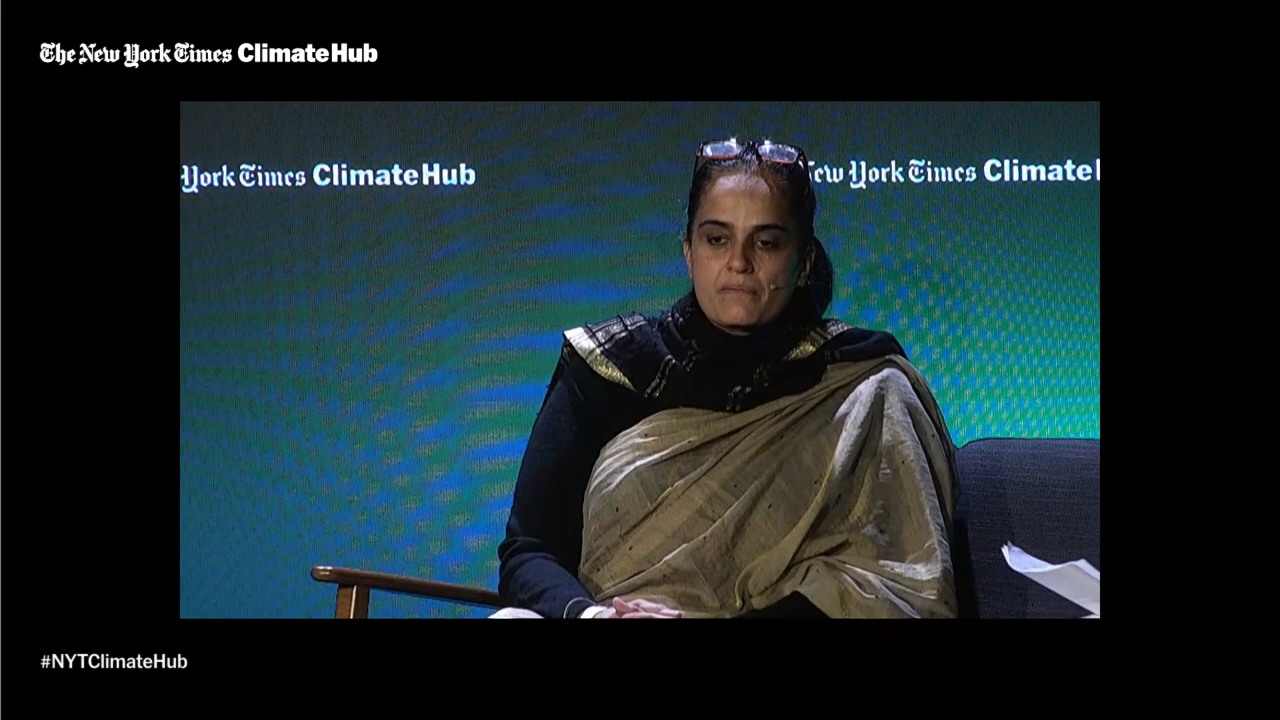 The New York Times Climate Hub
York Times Climate Hub
ew York Times Climate H
#NYTClimateHub